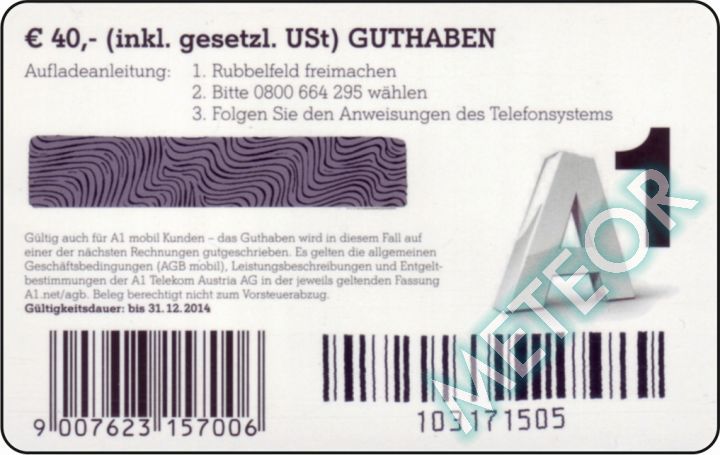 € 40,- (inkl. gesetzl. USt) GUTHABEN
Aufladeanleitung: 1. Rubbelfeld freimachen
2. Bitte 0800 664 295 wählen
3. Folgen Sie den Anweisungen des Telefonsystems
A1
METEOR
Gültig auch für A1 mobil Kunden – das Guthaben wird in diesem Fall auf
einer der nächsten Rechnungen gutgeschrieben. Es gelten die allgemeinen
Geschäftsbedingungen (AGB mobil), Leistungsbeschreibungen und Entgelt-
bestimmungen der A1 Telekom Austria AG in der jeweils geltenden Fassung
A1.net/agb. Beleg berechtigt nicht zum Vorsteuerabzug.
Gültigkeitsdauer: bis 31.12.2014
9 007623 157006
103171505